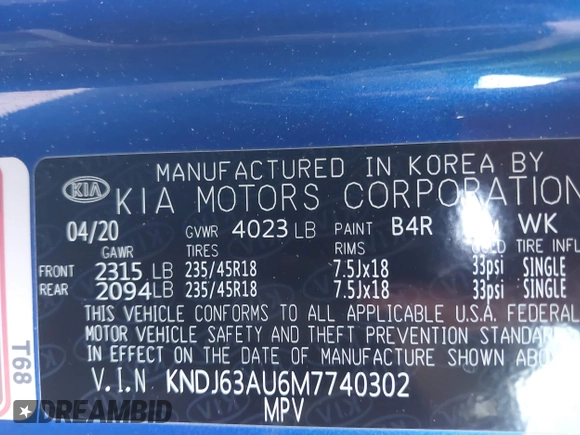 MANUFACTURED IN KOREA BY
KIA KIA MOTORS CORPORATION
04/20 GVWR 4023 LB PAINT B4R WK
GAWR TIRES RIMS COLD TIRE INFL
FRONT 2315 LB 235/45R18 7.5Jx18 33psi SINGLE
REAR 2094 LB 235/45R18 7.5Jx18 33psi SINGLE
THIS VEHICLE CONFORMS TO ALL APPLICABLE U.S.A. FEDERAL
MOTOR VEHICLE SAFETY AND THEFT PREVENTION STANDARD
IN EFFECT ON THE DATE OF MANUFACTURE SHOWN ABOVE
V.I.N KNDJ63AU6M7740302
MPV
T68
DREAMBID